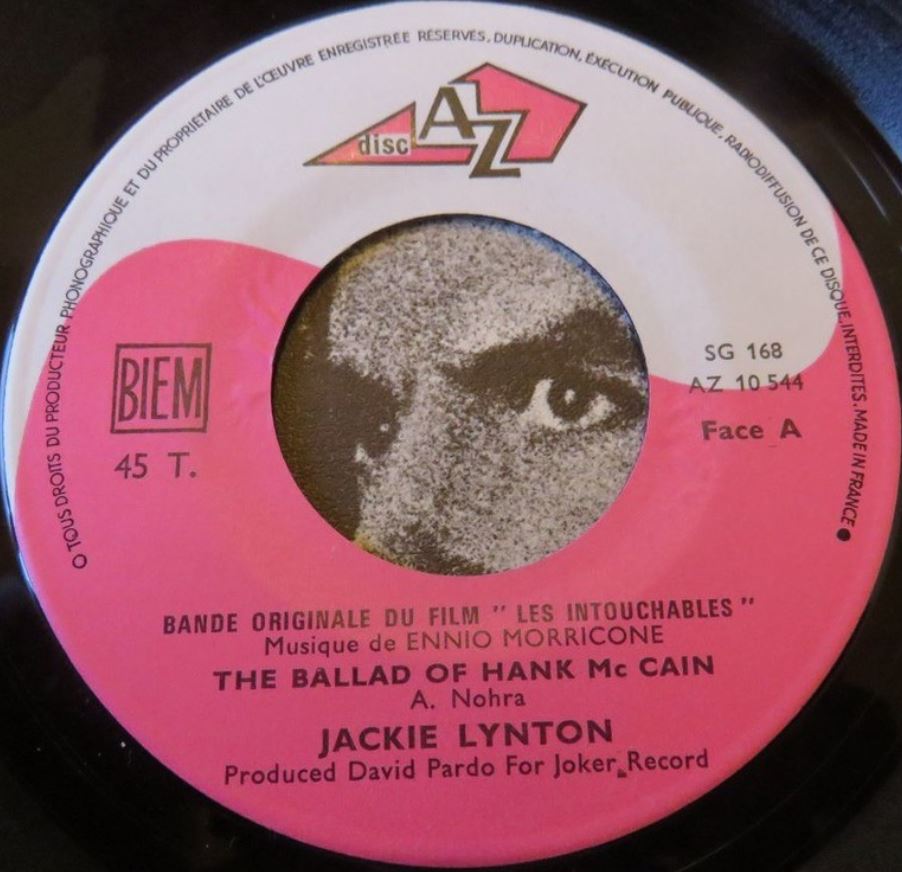 O TOUS DROITS DU PRODUCTEUR PHONOGRAPHIQUE ET DU PROPRIÉTAIRE DE L'ŒUVRE ENREGISTRÉE RÉSERVÉS. DUPLICATION, ÉXÉCUTION PUBLIQUE, RADIODIFFUSION DE CE DISQUE, INTERDITES. MADE IN FRANCE ●
disc AZ
BIEM
45 T.
SG 168
AZ 10 544
Face A
BANDE ORIGINALE DU FILM " LES INTOUCHABLES "
Musique de ENNIO MORRICONE
THE BALLAD OF HANK Mc CAIN
A. Nohra
JACKIE LYNTON
Produced David Pardo For Joker Record